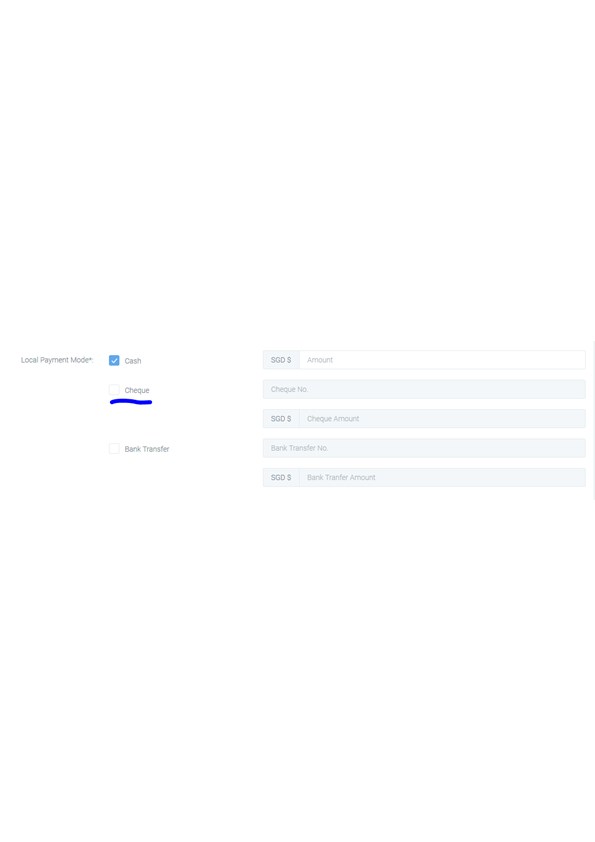 Local Payment Mode*: Cash SGD $ Amount
Cheque Cheque No.
SGD $ Cheque Amount
Bank Transfer Bank Transfer No.
SGD $ Bank Tranfer Amount